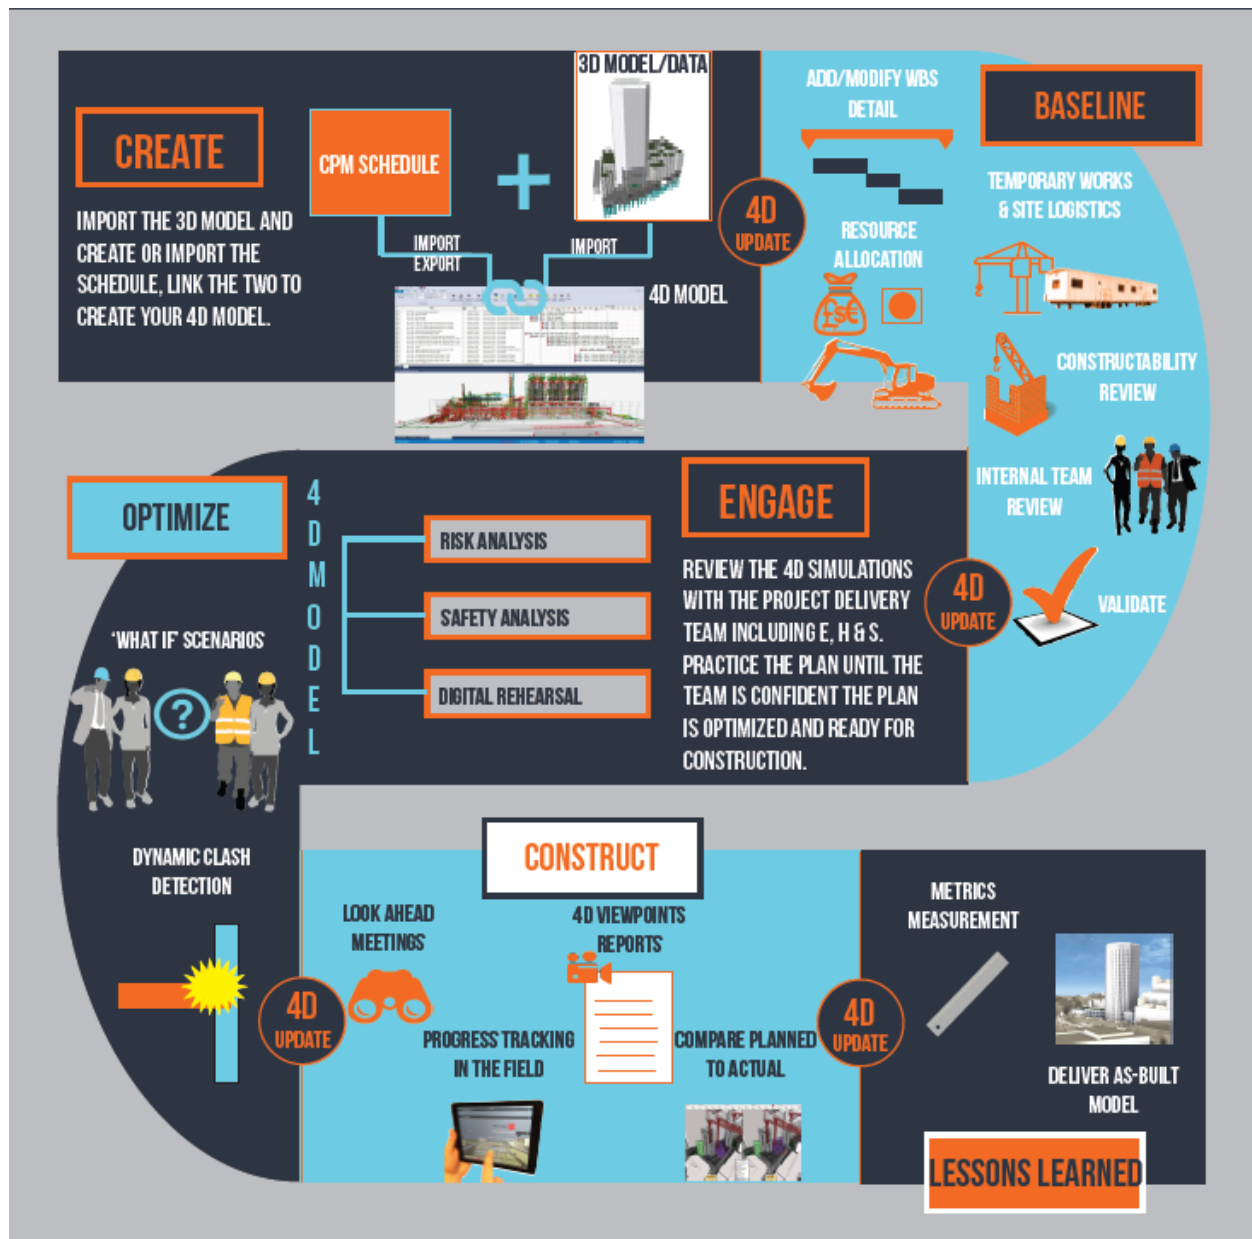 CREATE
IMPORT THE 3D MODEL AND
CREATE OR IMPORT THE
SCHEDULE, LINK THE TWO TO
CREATE YOUR 4D MODEL.
CPM SCHEDULE
+
3D MODEL/DATA
IMPORT
EXPORT
IMPORT
4D MODEL
4D
UPDATE
ADD/MODIFY WBS
DETAIL
RESOURCE
ALLOCATION
£$€
BASELINE
TEMPORARY WORKS
& SITE LOGISTICS
CONSTRUCTABILITY
REVIEW
INTERNAL TEAM
REVIEW
VALIDATE
4D
UPDATE
ENGAGE
REVIEW THE 4D SIMULATIONS
WITH THE PROJECT DELIVERY
TEAM INCLUDING E, H & S.
PRACTICE THE PLAN UNTIL THE
TEAM IS CONFIDENT THE PLAN
IS OPTIMIZED AND READY FOR
CONSTRUCTION.
RISK ANALYSIS
SAFETY ANALYSIS
DIGITAL REHEARSAL
4D MODEL
OPTIMIZE
'WHAT IF' SCENARIOS
?
DYNAMIC CLASH
DETECTION
4D
UPDATE
CONSTRUCT
LOOK AHEAD
MEETINGS
PROGRESS TRACKING
IN THE FIELD
4D VIEWPOINTS
REPORTS
COMPARE PLANNED
TO ACTUAL
4D
UPDATE
METRICS
MEASUREMENT
DELIVER AS-BUILT
MODEL
LESSONS LEARNED